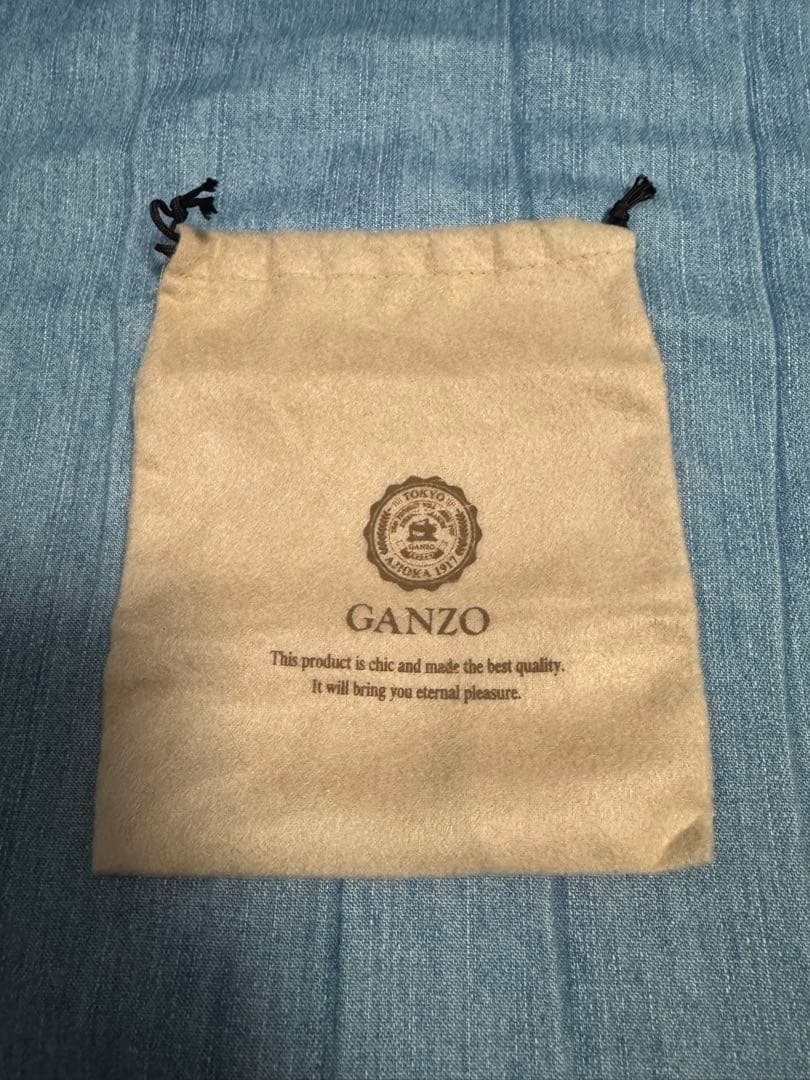 TOKYO
GANZO
AJIOKA 1917
GANZO
This product is chic and made the best quality.
It will bring you eternal pleasure.